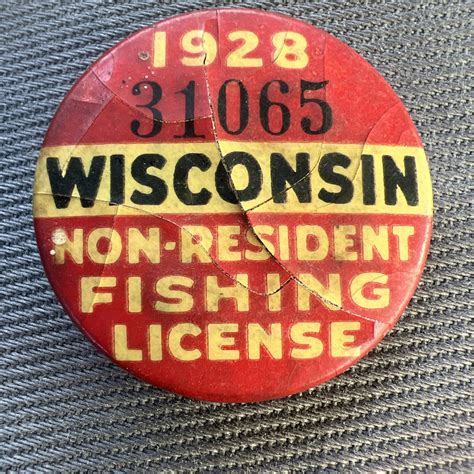 1928
31065
WISCONSIN
NON-RESIDENT
FISHING
LICENSE